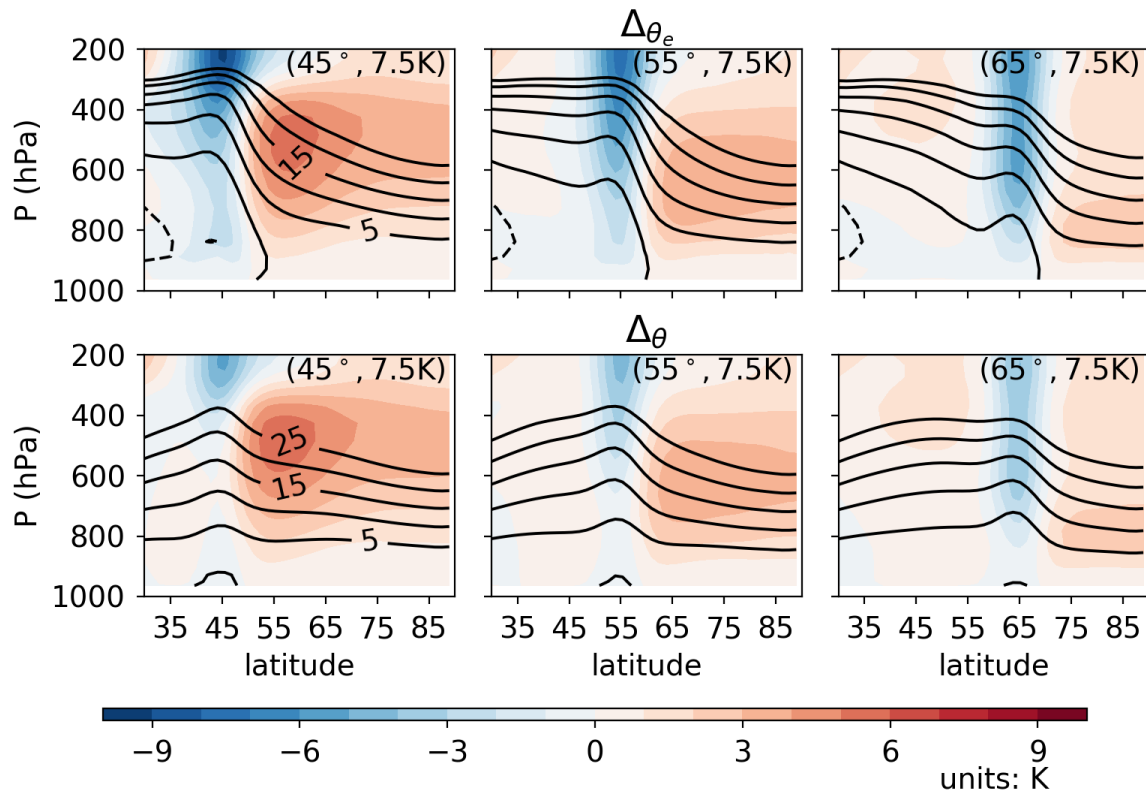 Δθₑ
200 400 600 800 1000
P (hPa)
(45°, 7.5K)
15
5
(55°, 7.5K)
(65°, 7.5K)
Δθ
200 400 600 800 1000
P (hPa)
(45°, 7.5K)
25
15
5
(55°, 7.5K)
(65°, 7.5K)
35 45 55 65 75 85 35 45 55 65 75 85 35 45 55 65 75 85
latitude latitude latitude
−9 −6 −3 0 3 6 9
units: K